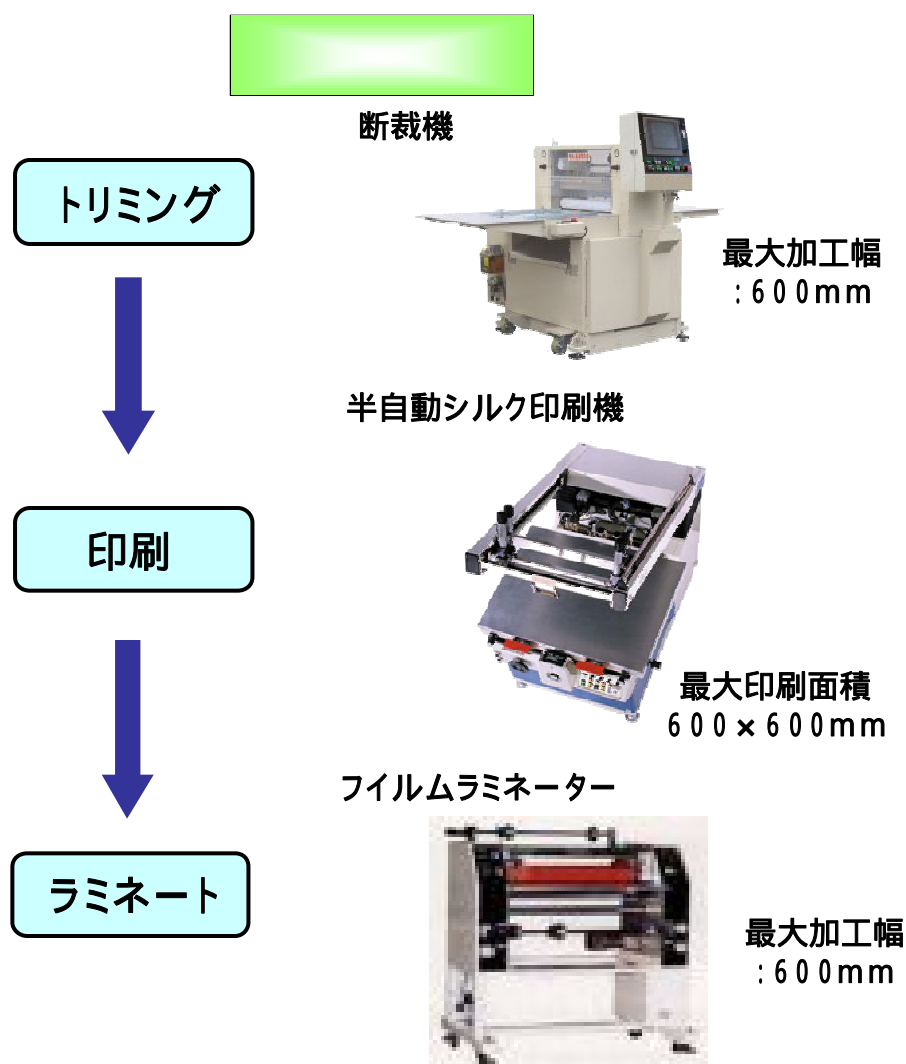 断裁機
トリミング
最大加工幅
：６００ｍｍ
半自動シルク印刷機
印刷
最大印刷面積
６００×６００ｍｍ
フイルムラミネーター
ラミネート
最大加工幅
：６００ｍｍ